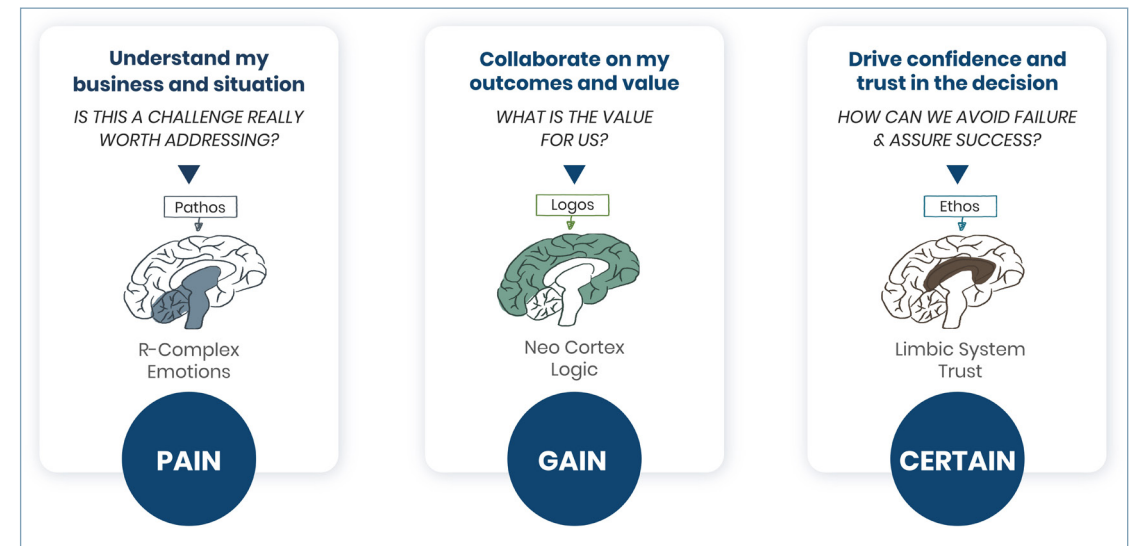 Understand my
business and situation
IS THIS A CHALLENGE REALLY
WORTH ADDRESSING?
Pathos
R-Complex
Emotions
PAIN
Collaborate on my
outcomes and value
WHAT IS THE VALUE
FOR US?
Logos
Neo Cortex
Logic
GAIN
Drive confidence and
trust in the decision
HOW CAN WE AVOID FAILURE
& ASSURE SUCCESS?
Ethos
Limbic System
Trust
CERTAIN